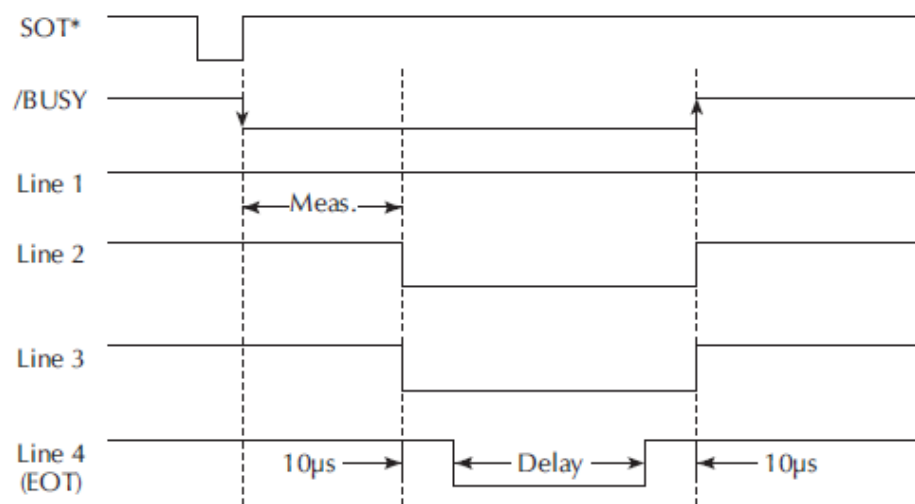 SOT*
/BUSY
Line 1
Meas.
Line 2
Line 3
Line 4
(EOT)
10µs
Delay
10µs